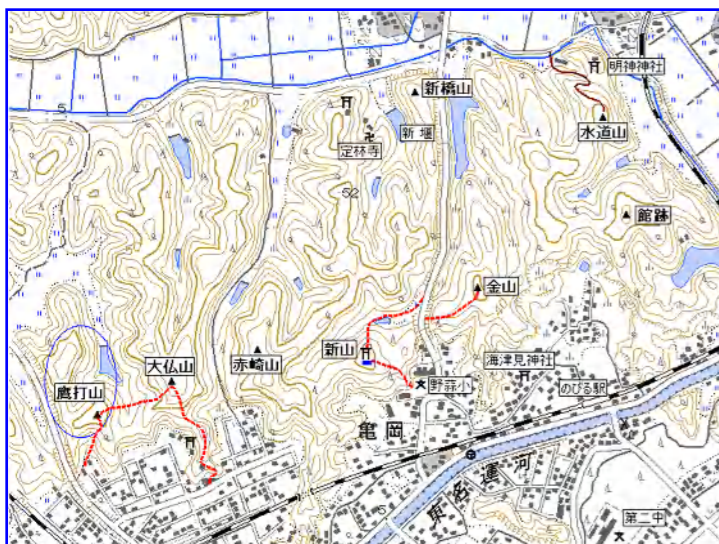 明神神社
新橋山
水道山
新堰
定林寺
5
52
館跡
金山
大仏山
赤崎山
新山
海津見神社
鷹打山
野蒜小
のびる駅
亀岡
東名運河
5
第二中